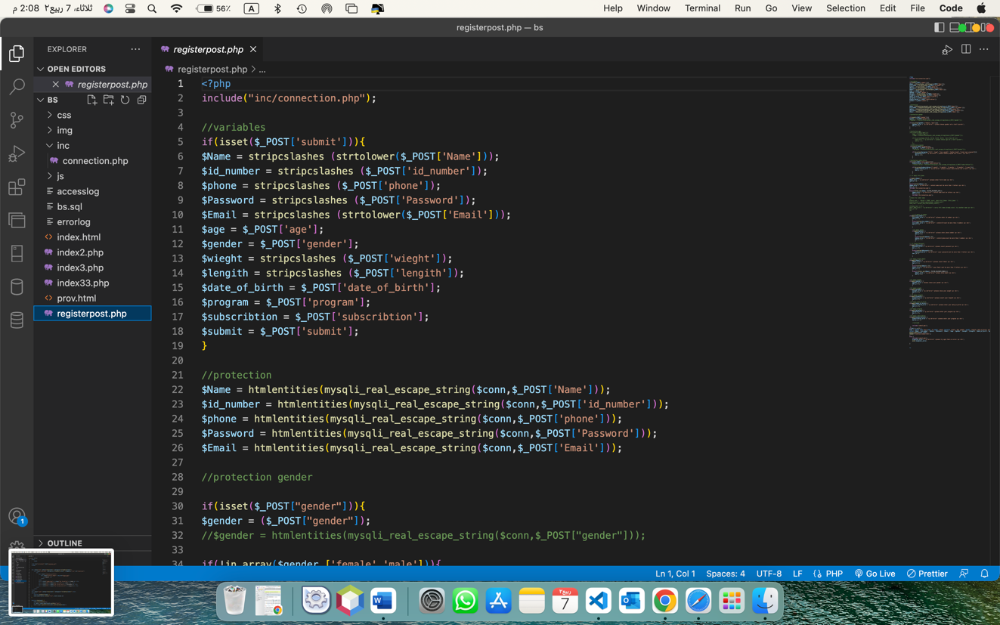 ثلاثاء، 7 ربيع٢ 2:08 م
56%
A
Help Window Terminal Run Go View Selection Edit File Code
registerpost.php — bs
EXPLORER
registerpost.php
OPEN EDITORS
registerpost.php
BS
css
img
inc
connection.php
js
accesslog
bs.sql
errorlog
index.html
index2.php
index3.php
index33.php
prov.html
registerpost.php
OUTLINE
1
registerpost.php > ...
1 <?php
2 include("inc/connection.php");
3
4 //variables
5 if(isset($_POST['submit'])){
6 $Name = stripcslashes (strtolower($_POST['Name']));
7 $id_number = stripcslashes ($_POST['id_number']);
8 $phone = stripcslashes ($_POST['phone']);
9 $Password = stripcslashes ($_POST['Password']);
10 $Email = stripcslashes (strtolower($_POST['Email']));
11 $age = $_POST['age'];
12 $gender = $_POST['gender'];
13 $wieght = stripcslashes ($_POST['wieght']);
14 $lengith = stripcslashes ($_POST['lengith']);
15 $date_of_birth = $_POST['date_of_birth'];
16 $program = $_POST['program'];
17 $subscribtion = $_POST['subscribtion'];
18 $submit = $_POST['submit'];
19 }
20
21 //protection
22 $Name = htmlentities(mysqli_real_escape_string($conn,$_POST['Name']));
23 $id_number = htmlentities(mysqli_real_escape_string($conn,$_POST['id_number']));
24 $phone = htmlentities(mysqli_real_escape_string($conn,$_POST['phone']));
25 $Password = htmlentities(mysqli_real_escape_string($conn,$_POST['Password']));
26 $Email = htmlentities(mysqli_real_escape_string($conn,$_POST['Email']));
27
28 //protection gender
29
30 if(isset($_POST["gender"])){
31 $gender = ($_POST["gender"]);
32 //$gender = htmlentities(mysqli_real_escape_string($conn,$_POST["gender"]));
33
34 if(!in_array($gender,['female','male'])){
Ln 1, Col 1 Spaces: 4 UTF-8 LF PHP Go Live Prettier
W
ربيع٢
7